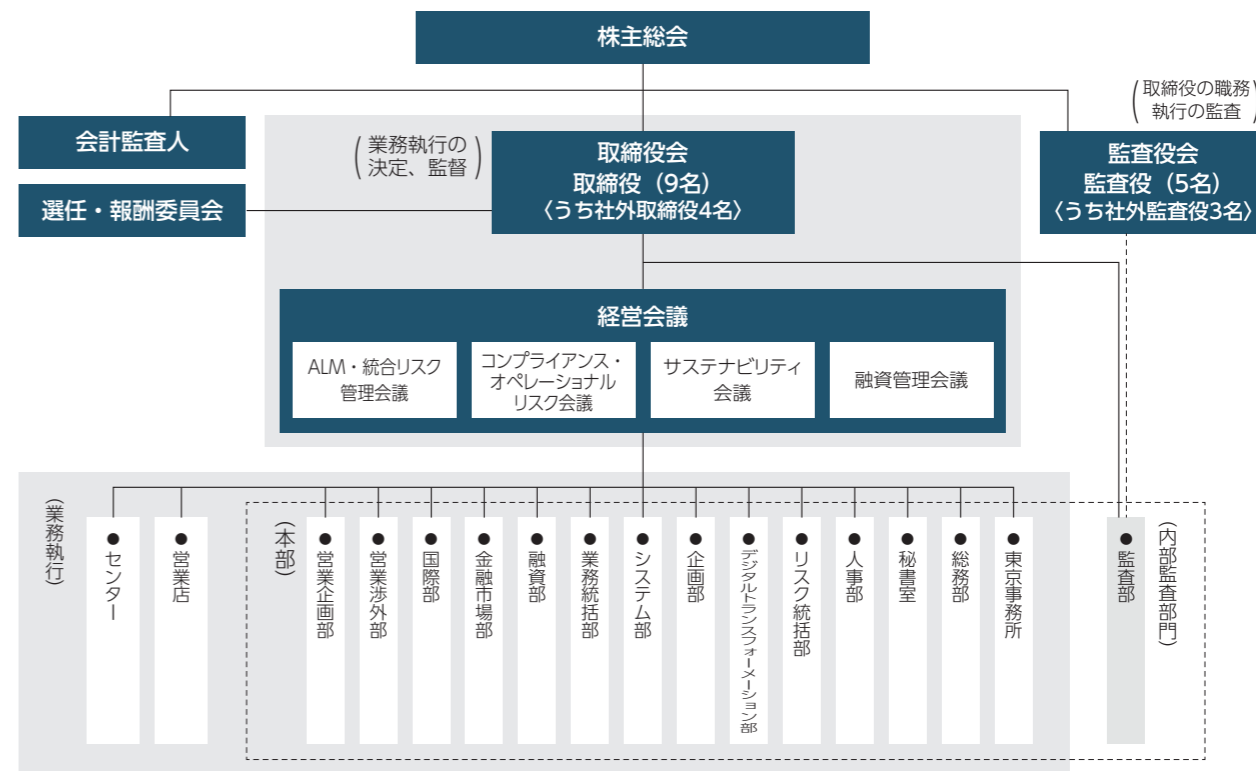 株主総会
(取締役の職務
執行の監査)
会計監査人
選任・報酬委員会
(業務執行の
決定、監督)
取締役会
取締役（9名）
〈うち社外取締役4名〉
監査役会
監査役（5名）
〈うち社外監査役3名〉
経営会議
ALM・統合リスク
管理会議
コンプライアンス・
オペレーショナル
リスク会議
サステナビリティ
会議
融資管理会議
(業務執行)
●センター
●営業店
(本部)
●営業企画部
●営業渉外部
●国際部
●金融市場部
●融資部
●業務統括部
●システム部
●企画部
●デジタルトランスフォーメーション部
●リスク統括部
●人事部
●秘書室
●総務部
●東京事務所
●監査部
(内部監査部門)